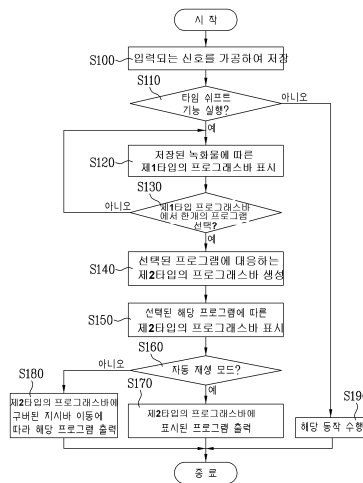 시 작
S100
입력되는 신호를 가공하여 저장
S110
타임 쉬프트
기능 실행?
아니오
예
S120
저장된 녹화물에 따른
제1타입의 프로그래스바 표시
S130
제1타입 프로그래스바
에서 한개의 프로그램
선택?
아니오
예
S140
선택된 프로그램에 대응하는
제2타입의 프로그래스바 생성
S150
선택된 해당 프로그램에 따른
제2타입의 프로그래스바 표시
S160
자동 재생 모드?
아니오
예
S180
제2타입의 프로그래스바에
구버된 지시바 이동에
따라 해당 프로그램 출력
S170
제2타입의 프로그래스바에
표시된 프로그램 출력
S190
해당 동작 수행
종 료